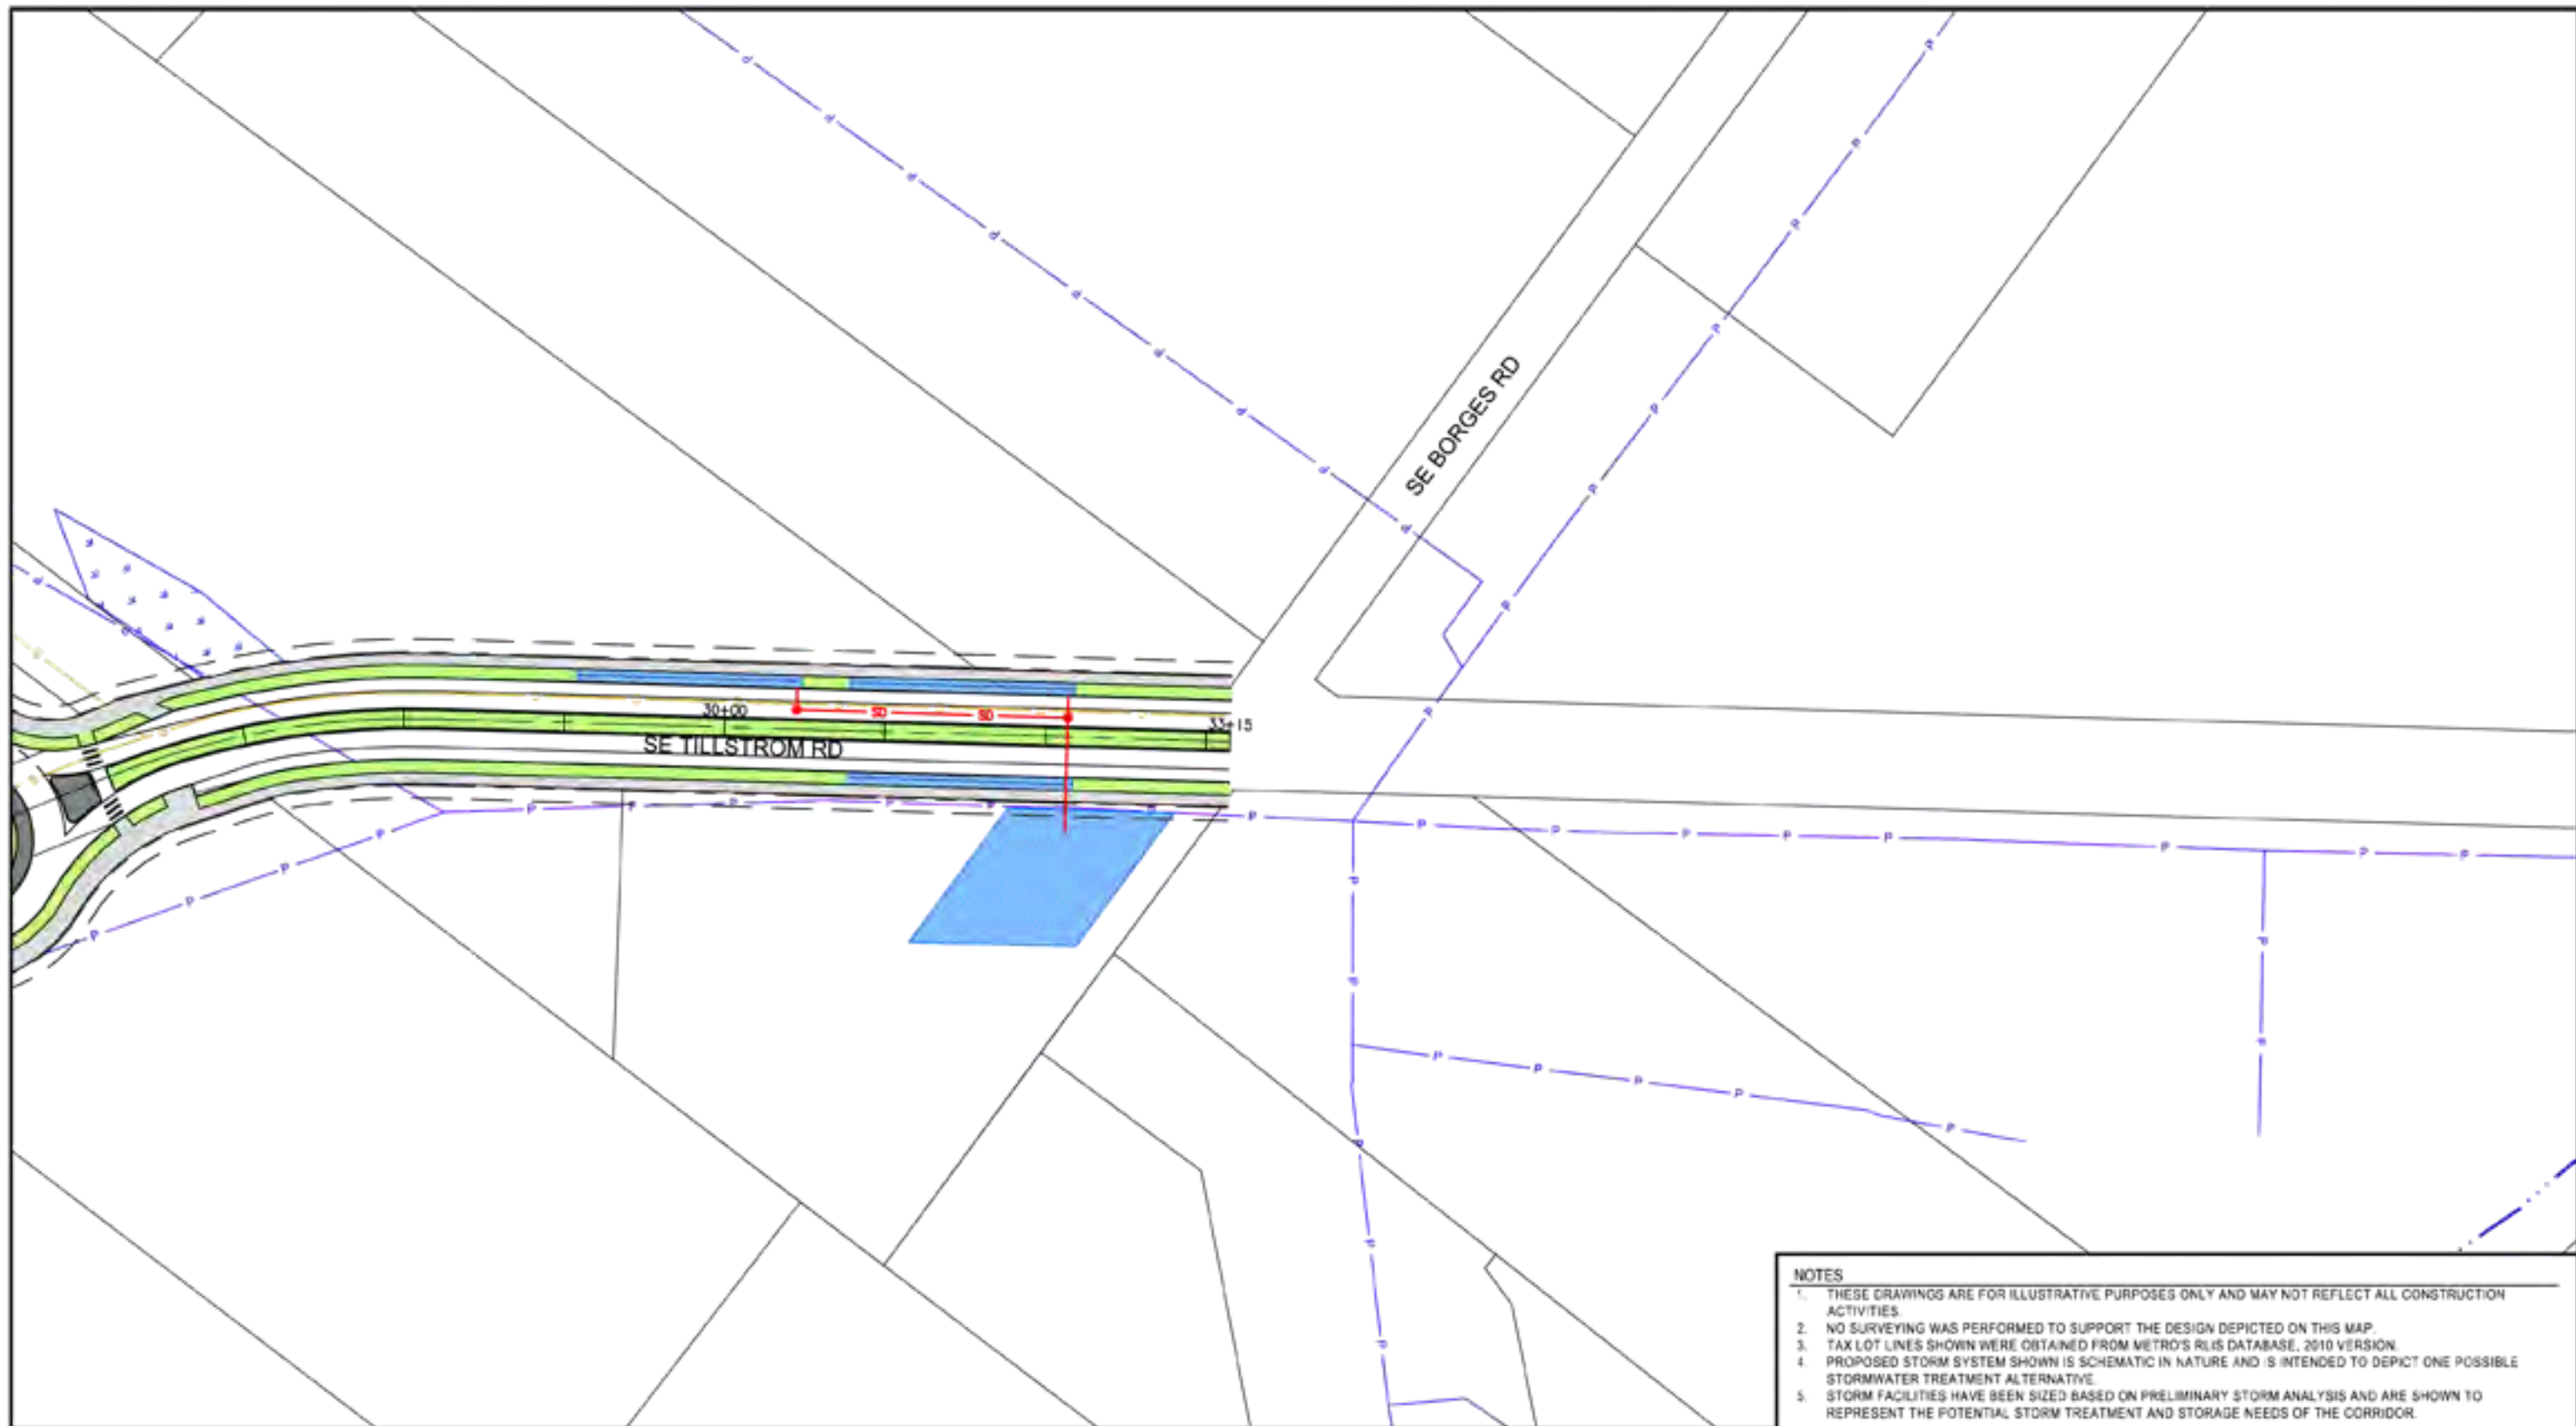 SE BORGES RD
30+00
SD
SD
33+15
SE TILLSTROM RD
NOTES
1. THESE DRAWINGS ARE FOR ILLUSTRATIVE PURPOSES ONLY AND MAY NOT REFLECT ALL CONSTRUCTION
ACTIVITIES.
2. NO SURVEYING WAS PERFORMED TO SUPPORT THE DESIGN DEPICTED ON THIS MAP.
3. TAX LOT LINES SHOWN WERE OBTAINED FROM METRO'S RLIS DATABASE, 2010 VERSION.
4. PROPOSED STORM SYSTEM SHOWN IS SCHEMATIC IN NATURE AND IS INTENDED TO DEPICT ONE POSSIBLE
STORMWATER TREATMENT ALTERNATIVE.
5. STORM FACILITIES HAVE BEEN SIZED BASED ON PRELIMINARY STORM ANALYSIS AND ARE SHOWN TO
REPRESENT THE POTENTIAL STORM TREATMENT AND STORAGE NEEDS OF THE CORRIDOR.